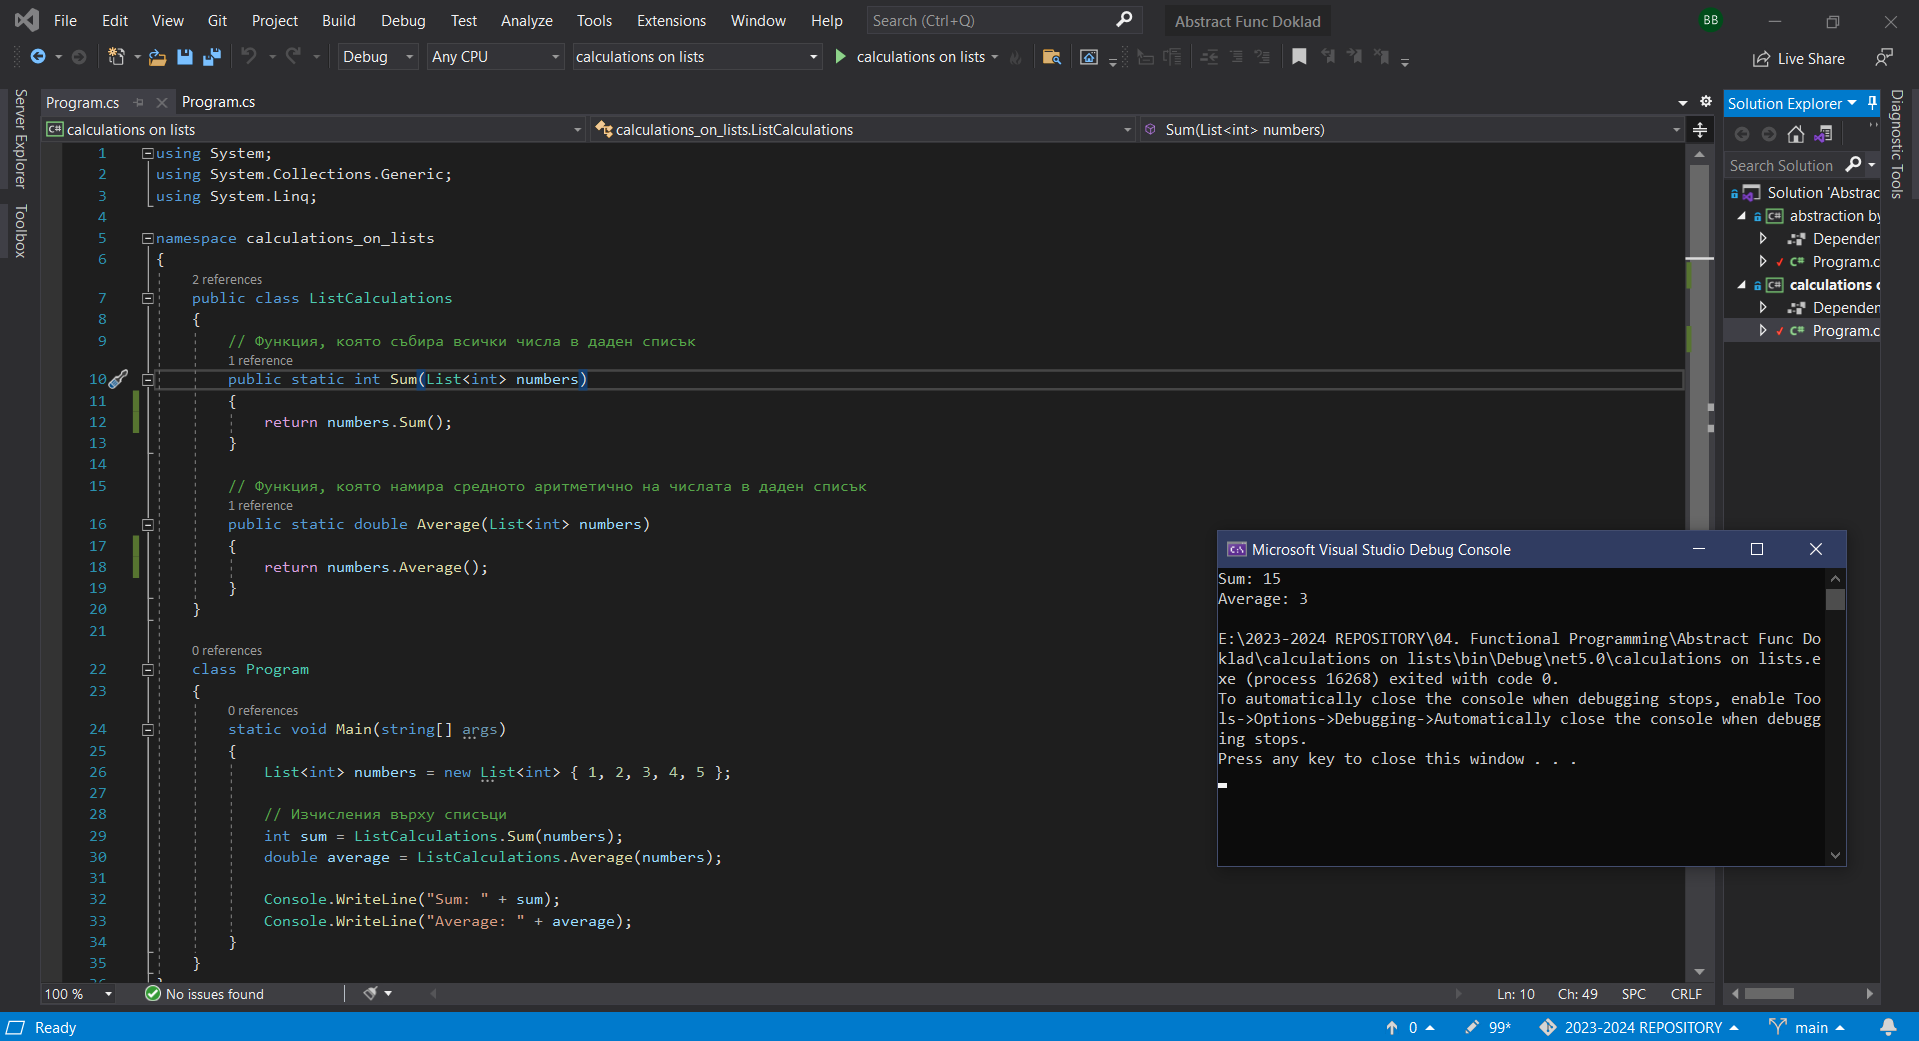 File Edit View Git Project Build Debug Test Analyze Tools Extensions Window Help Search (Ctrl+Q) Abstract Func Doklad BB
Debug Any CPU calculations on lists calculations on lists Live Share
Server Explorer
Toolbox
Program.cs Program.cs
calculations on lists calculations_on_lists.ListCalculations Sum(List<int> numbers)
1 using System;
2 using System.Collections.Generic;
3 using System.Linq;
4
5 namespace calculations_on_lists
6 {
2 references
7 public class ListCalculations
8 {
9 // Функция, която събира всички числа в даден списък
1 reference
10 public static int Sum(List<int> numbers)
11 {
12 return numbers.Sum();
13 }
14
15 // Функция, която намира средното аритметично на числата в даден списък
1 reference
16 public static double Average(List<int> numbers)
17 {
18 return numbers.Average();
19 }
20 }
21
0 references
22 class Program
23 {
0 references
24 static void Main(string[] args)
25 {
26 List<int> numbers = new List<int> { 1, 2, 3, 4, 5 };
27
28 // Изчисления върху списъци
29 int sum = ListCalculations.Sum(numbers);
30 double average = ListCalculations.Average(numbers);
31
32 Console.WriteLine("Sum: " + sum);
33 Console.WriteLine("Average: " + average);
34 }
35 }
Microsoft Visual Studio Debug Console
Sum: 15
Average: 3
E:\2023-2024 REPOSITORY\04. Functional Programming\Abstract Func Do
klad\calculations on lists\bin\Debug\net5.0\calculations on lists.e
xe (process 16268) exited with code 0.
To automatically close the console when debugging stops, enable Too
ls->Options->Debugging->Automatically close the console when debugg
ing stops.
Press any key to close this window . . .
Solution Explorer
Search Solution
Solution 'Abstrac
C# abstraction by
Dependen
C# Program.c
C# calculations o
Dependen
C# Program.c
Diagnostic Tools
100 % No issues found Ln: 10 Ch: 49 SPC CRLF
Ready 0 99* 2023-2024 REPOSITORY main